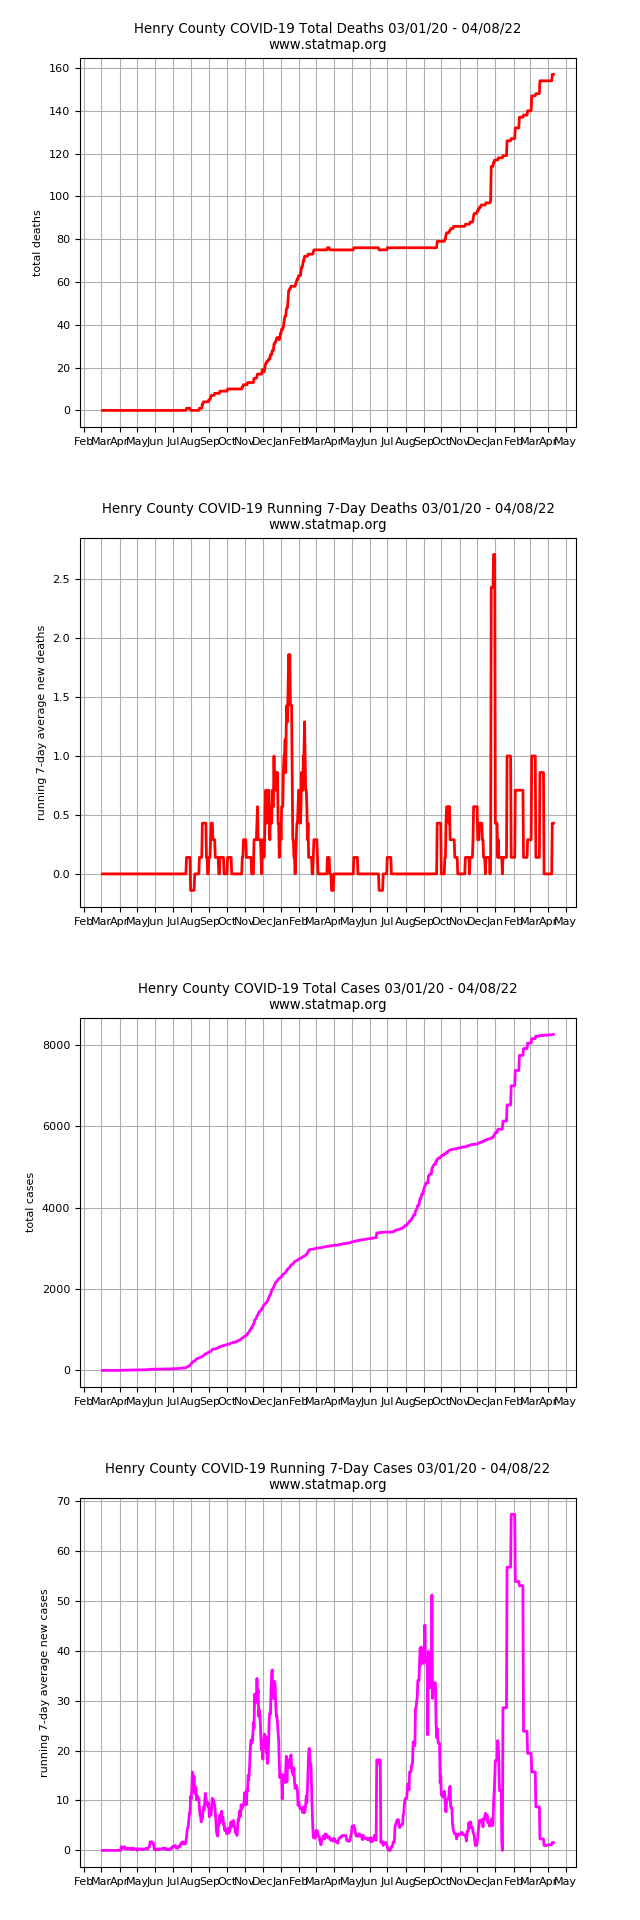 Henry County COVID-19 Total Deaths 03/01/20 - 04/08/22
www.statmap.org
160
140
120
100
80
60
40
20
0
total deaths
Feb Mar Apr May Jun Jul Aug Sep Oct Nov Dec Jan Feb Mar Apr May Jun Jul Aug Sep Oct Nov Dec Jan Feb Mar Apr May
Henry County COVID-19 Running 7-Day Deaths 03/01/20 - 04/08/22
www.statmap.org
2.5
2.0
1.5
1.0
0.5
0.0
running 7-day average new deaths
Feb Mar Apr May Jun Jul Aug Sep Oct Nov Dec Jan Feb Mar Apr May Jun Jul Aug Sep Oct Nov Dec Jan Feb Mar Apr May
Henry County COVID-19 Total Cases 03/01/20 - 04/08/22
www.statmap.org
8000
6000
4000
2000
0
total cases
Feb Mar Apr May Jun Jul Aug Sep Oct Nov Dec Jan Feb Mar Apr May Jun Jul Aug Sep Oct Nov Dec Jan Feb Mar Apr May
Henry County COVID-19 Running 7-Day Cases 03/01/20 - 04/08/22
www.statmap.org
70
60
50
40
30
20
10
0
running 7-day average new cases
Feb Mar Apr May Jun Jul Aug Sep Oct Nov Dec Jan Feb Mar Apr May Jun Jul Aug Sep Oct Nov Dec Jan Feb Mar Apr May